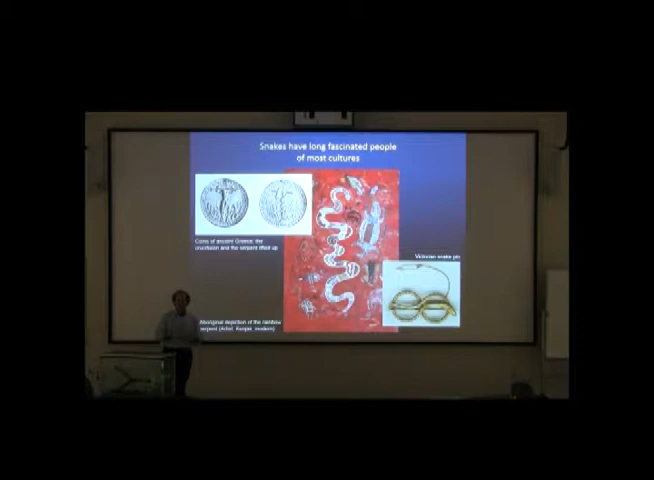 Snakes have long fascinated people
of most cultures
Coins of ancient Greece, the
crucifixion and the serpent lifted up
Victorian snake pin
Aboriginal depiction of the rainbow
serpent (Artist: modern)